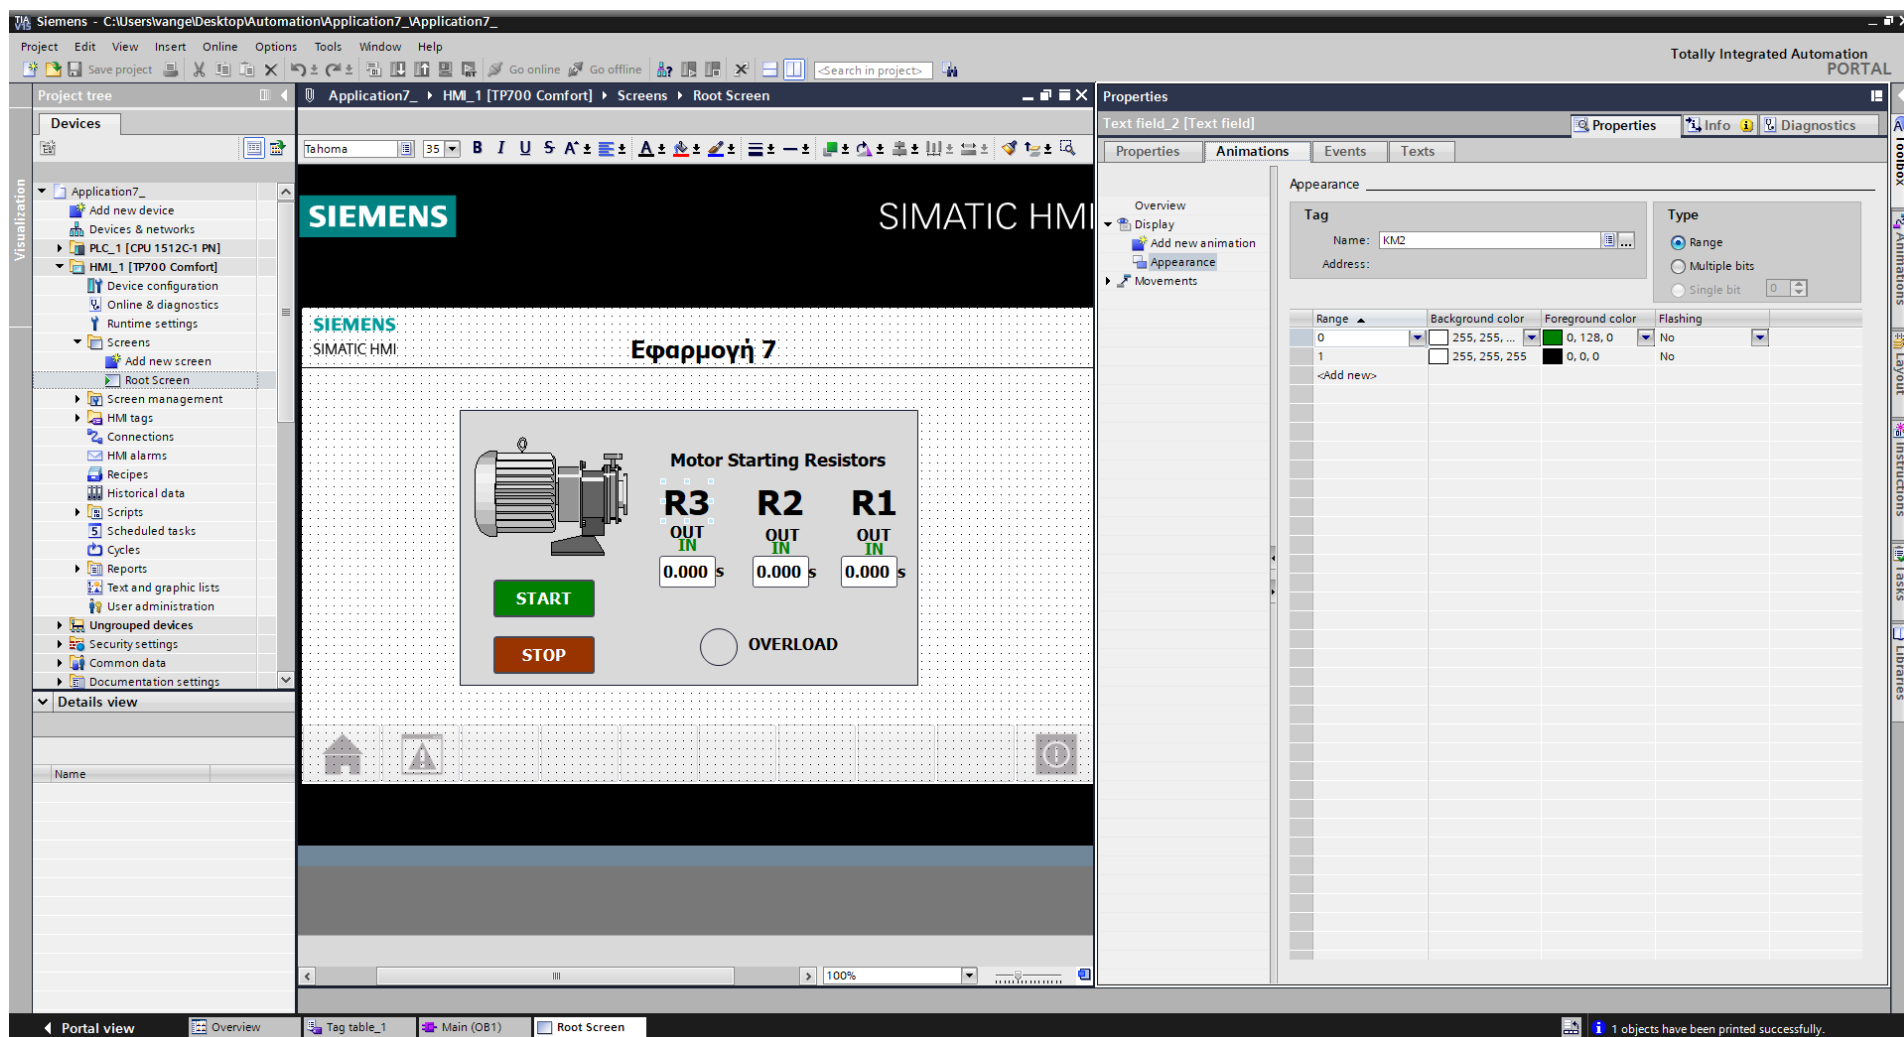 Siemens - C:\Users\vange\Desktop\Automation\Application7_\Application7_
Project Edit View Insert Online Options Tools Window Help
Totally Integrated Automation
PORTAL
Save project Go online Go offline <Search in project>
Project tree
Devices
Visualization
Application7_
Add new device
Devices & networks
PLC_1 [CPU 1512C-1 PN]
HMI_1 [TP700 Comfort]
Device configuration
Online & diagnostics
Runtime settings
Screens
Add new screen
Root Screen
Screen management
HMI tags
Connections
HMI alarms
Recipes
Historical data
Scripts
Scheduled tasks
Cycles
Reports
Text and graphic lists
User administration
Ungrouped devices
Security settings
Common data
Documentation settings
Details view
Name
Application7_ HMI_1 [TP700 Comfort] Screens Root Screen
Tahoma 35 B I U S A
SIEMENS SIMATIC HMI
SIEMENS
SIMATIC HMI
Εφαρμογή 7
Motor Starting Resistors
R3 R2 R1
OUT OUT OUT
IN IN IN
0.000 s 0.000 s 0.000 s
START
STOP
OVERLOAD
100%
Properties
Text field_2 [Text field]
Properties Info Diagnostics
Properties Animations Events Texts
Overview
Display
Add new animation
Appearance
Movements
Appearance
Tag
Name: KM2
Address:
Type
Range
Multiple bits
Single bit 0
Range Background color Foreground color Flashing
0 255, 255, ... 0, 128, 0 No
1 255, 255, 255 0, 0, 0 No
<Add new>
Toolbox
Animations
Layout
Instructions
Tasks
Libraries
Portal view Overview Tag table_1 Main (OB1) Root Screen
1 objects have been printed successfully.